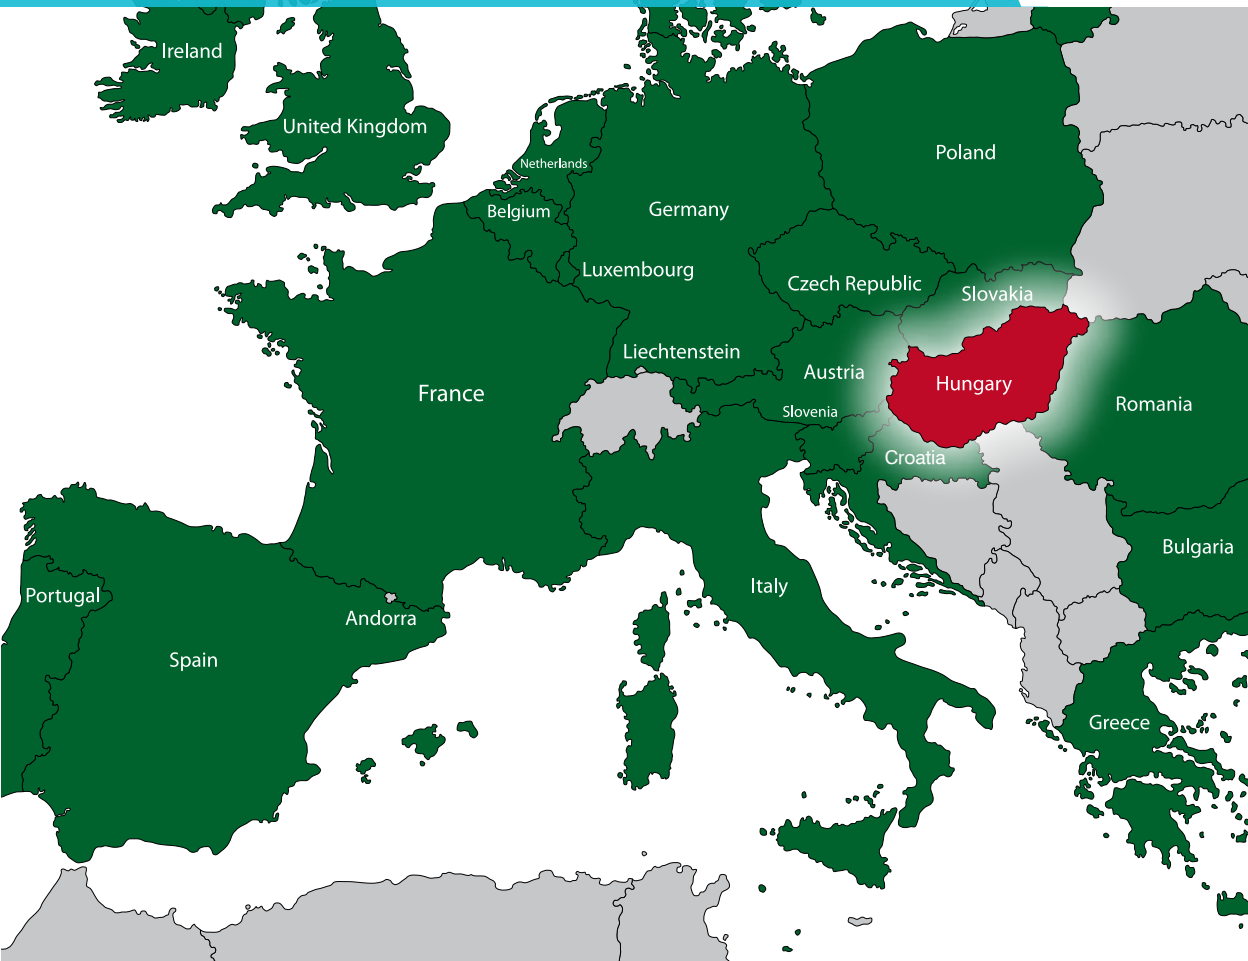 Ireland
United Kingdom
Netherlands
Poland
Belgium
Germany
Luxembourg
Czech Republic
Slovakia
Liechtenstein
Austria
Hungary
France
Slovenia
Romania
Croatia
Bulgaria
Italy
Portugal
Andorra
Spain
Greece